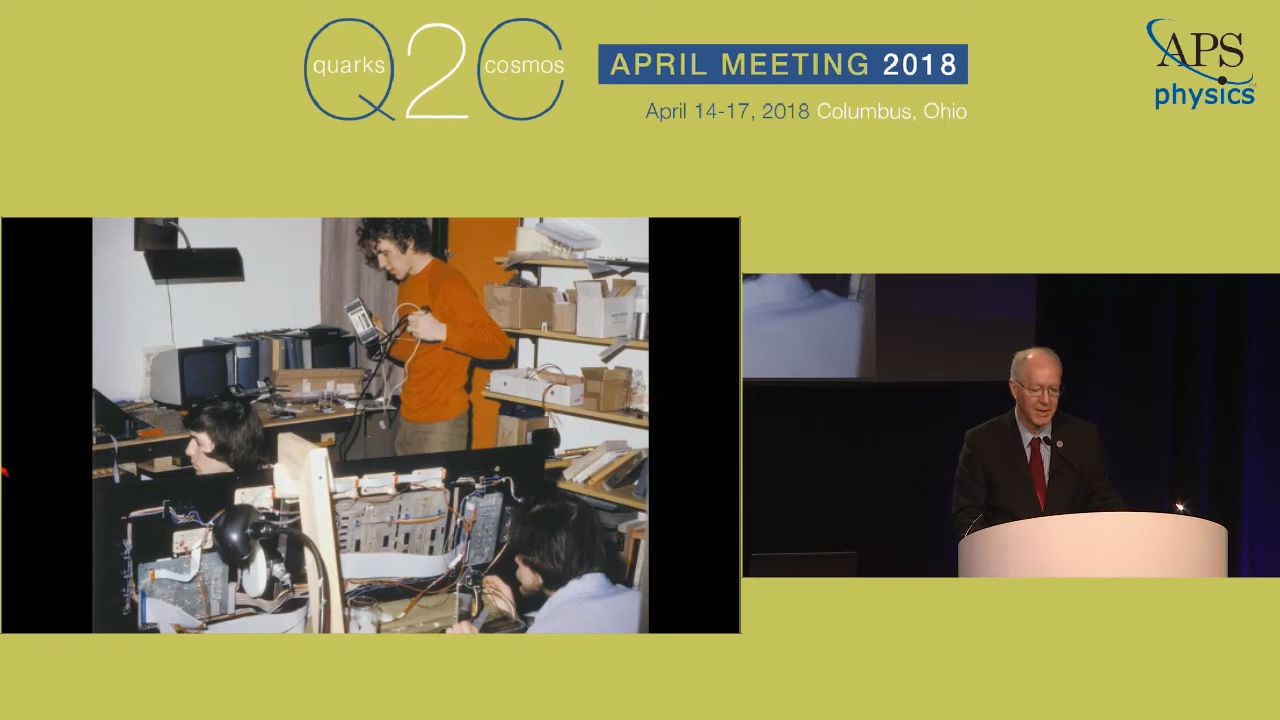 quarks Q2C cosmos
APRIL MEETING 2018
April 14-17, 2018 Columbus, Ohio
APS
physics